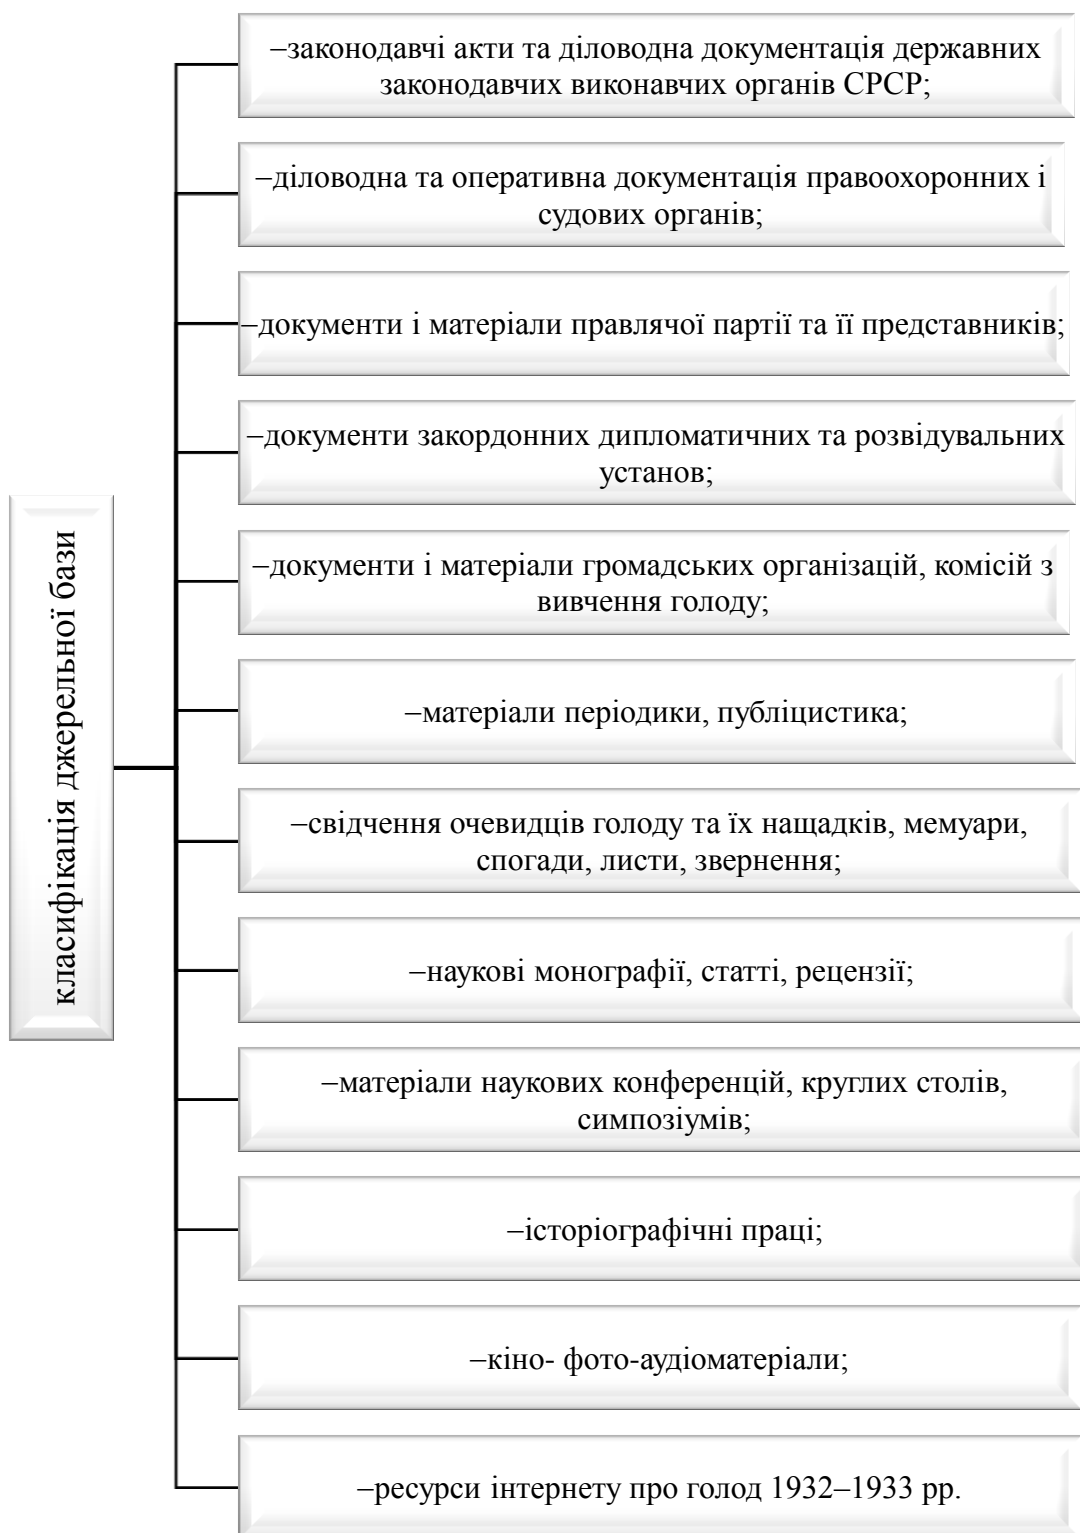 класифікація джерельної бази
–законодавчі акти та діловодна документація державних
законодавчих виконавчих органів СРСР;
–діловодна та оперативна документація правоохоронних і
судових органів;
–документи і матеріали правлячої партії та її представників;
–документи закордонних дипломатичних та розвідувальних
установ;
–документи і матеріали громадських організацій, комісій з
вивчення голоду;
–матеріали періодики, публіцистика;
–свідчення очевидців голоду та їх нащадків, мемуари,
спогади, листи, звернення;
–наукові монографії, статті, рецензії;
–матеріали наукових конференцій, круглих столів,
симпозіумів;
–історіографічні праці;
–кіно- фото-аудіоматеріали;
–ресурси інтернету про голод 1932–1933 рр.